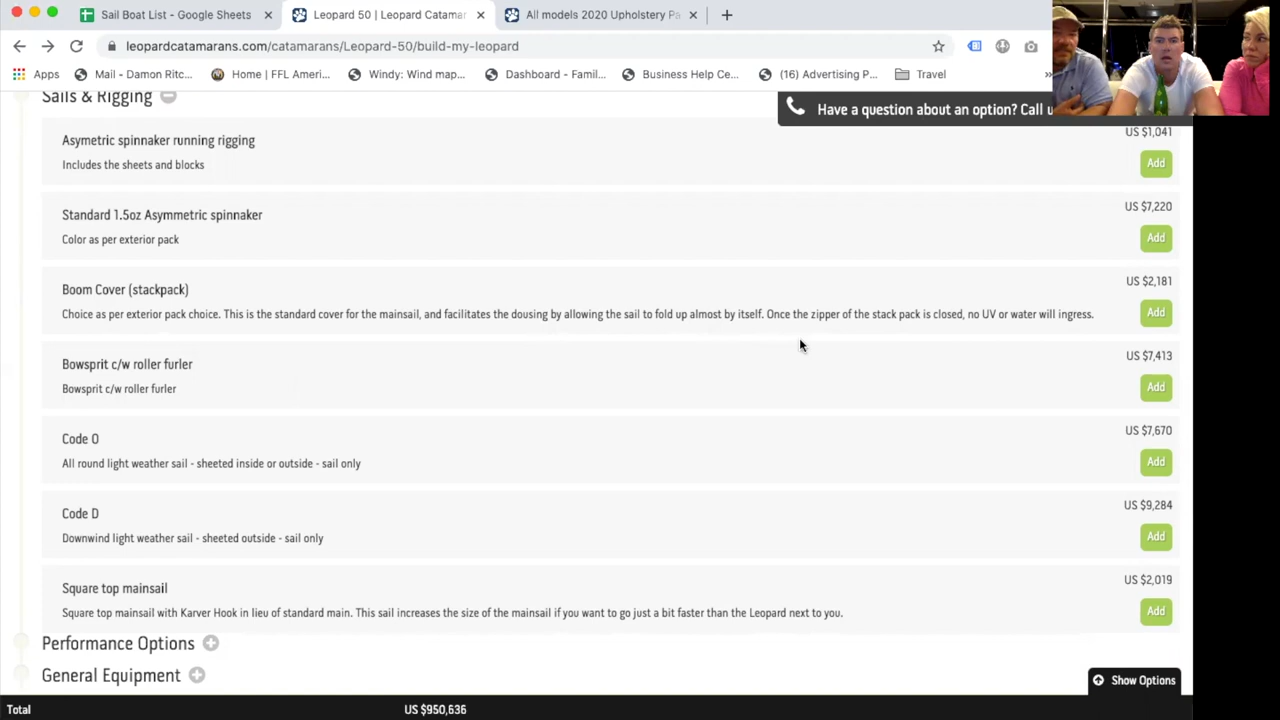 Sail Boat List - Google Sheets
Leopard 50 | Leopard Catamar
All models 2020 Upholstery Pa
leopardcatamarans.com/catamarans/Leopard-50/build-my-leopard
Apps
Mail - Damon Ritc...
Home | FFL Ameri...
Windy: Wind map...
Dashboard - Famil...
Business Help Ce...
(16) Advertising P...
Travel
»
Sails & Rigging
Have a question about an option? Call u
Asymetric spinnaker running rigging
US $1,041
Includes the sheets and blocks
Add
Standard 1.5oz Asymmetric spinnaker
US $7,220
Color as per exterior pack
Add
Boom Cover (stackpack)
US $2,181
Choice as per exterior pack choice. This is the standard cover for the mainsail, and facilitates the dousing by allowing the sail to fold up almost by itself. Once the zipper of the stack pack is closed, no UV or water will ingress.
Add
Bowsprit c/w roller furler
US $7,413
Bowsprit c/w roller furler
Add
Code 0
US $7,670
All round light weather sail - sheeted inside or outside - sail only
Add
Code D
US $9,284
Downwind light weather sail - sheeted outside - sail only
Add
Square top mainsail
US $2,019
Square top mainsail with Karver Hook in lieu of standard main. This sail increases the size of the mainsail if you want to go just a bit faster than the Leopard next to you.
Add
Performance Options
General Equipment
Show Options
Total
US $950,636